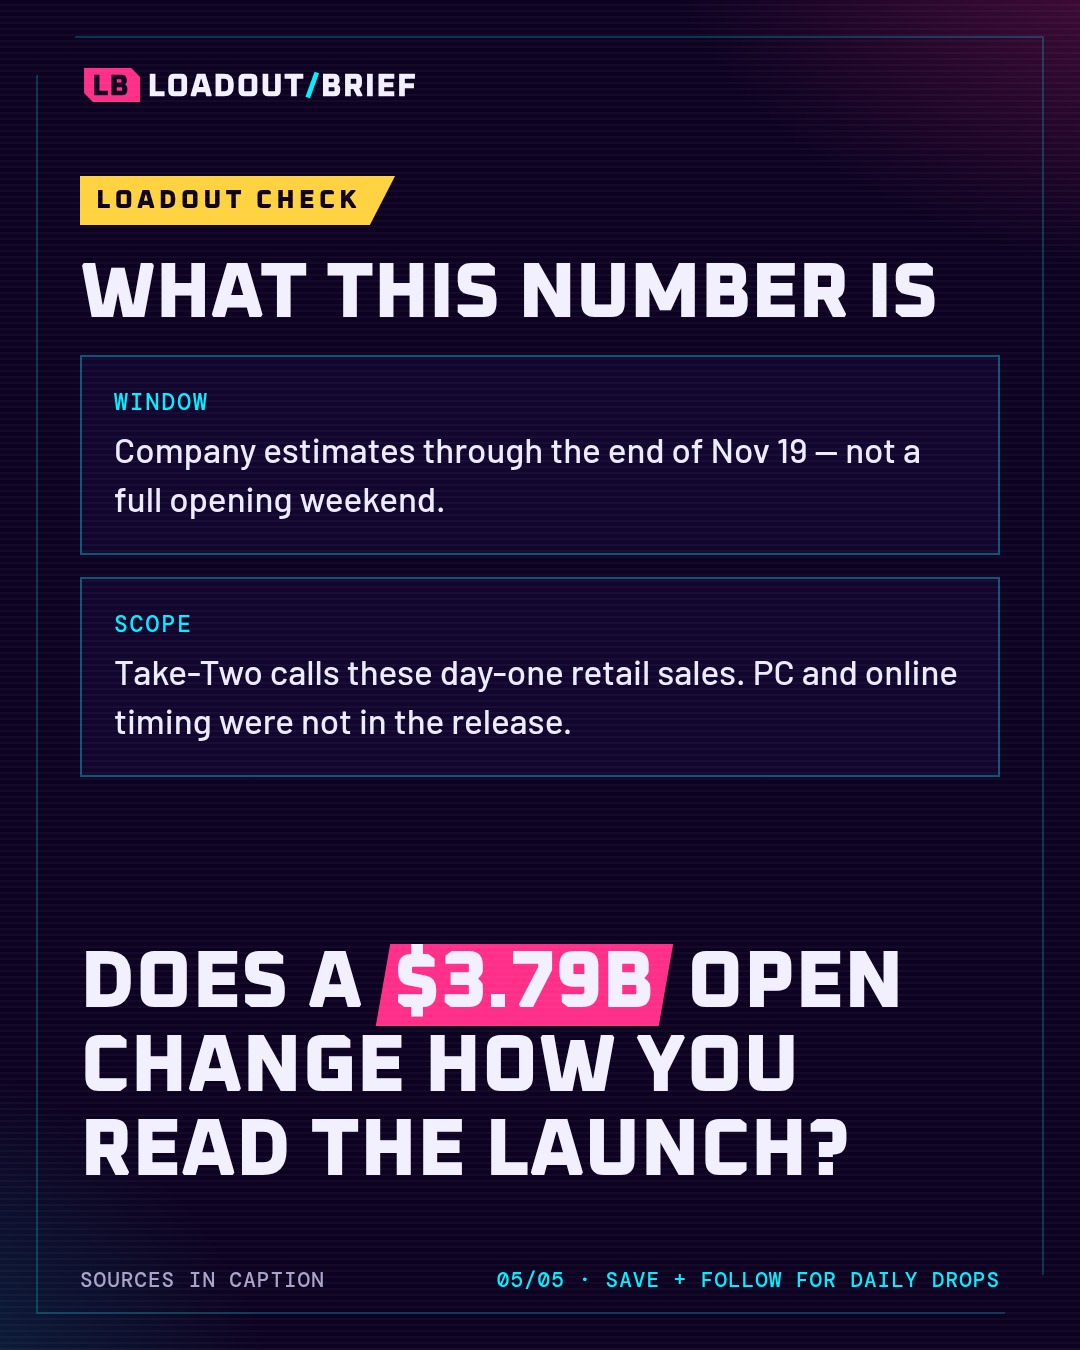 LB LOADOUT/BRIEF
LOADOUT CHECK
WHAT THIS NUMBER IS
WINDOW
Company estimates through the end of Nov 19 — not a
full opening weekend.
SCOPE
Take-Two calls these day-one retail sales. PC and online
timing were not in the release.
DOES A $3.79B OPEN
CHANGE HOW YOU
READ THE LAUNCH?
SOURCES IN CAPTION
05/05 · SAVE + FOLLOW FOR DAILY DROPS